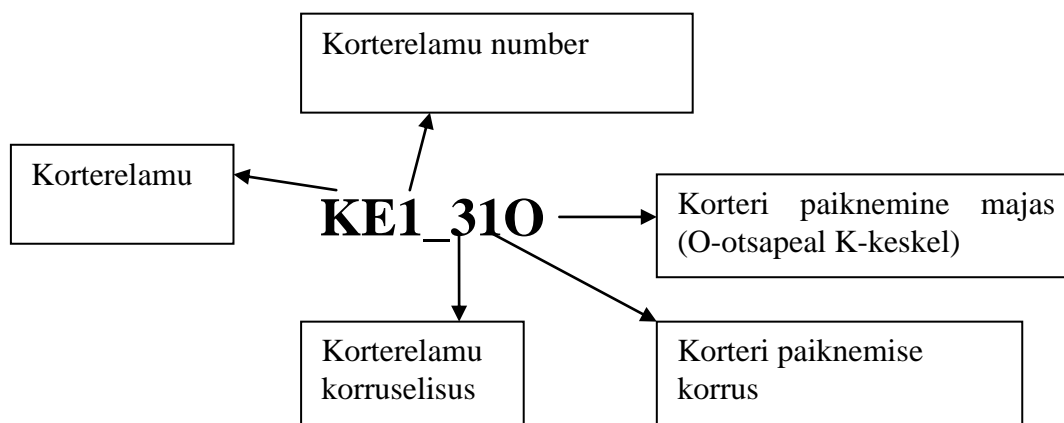 Korterelamu number
Korterelamu
KE1_31O
Korteri paiknemine majas
(O-otsapeal K-keskel)
Korterelamu
korruselisus
Korteri paiknemise
korrus